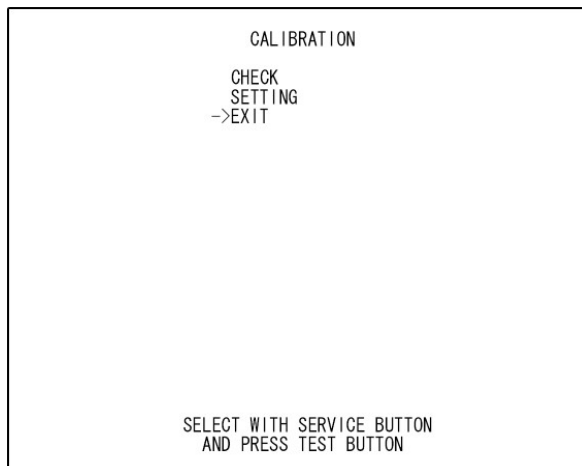 CALIBRATION
CHECK
SETTING
->EXIT
SELECT WITH SERVICE BUTTON
AND PRESS TEST BUTTON